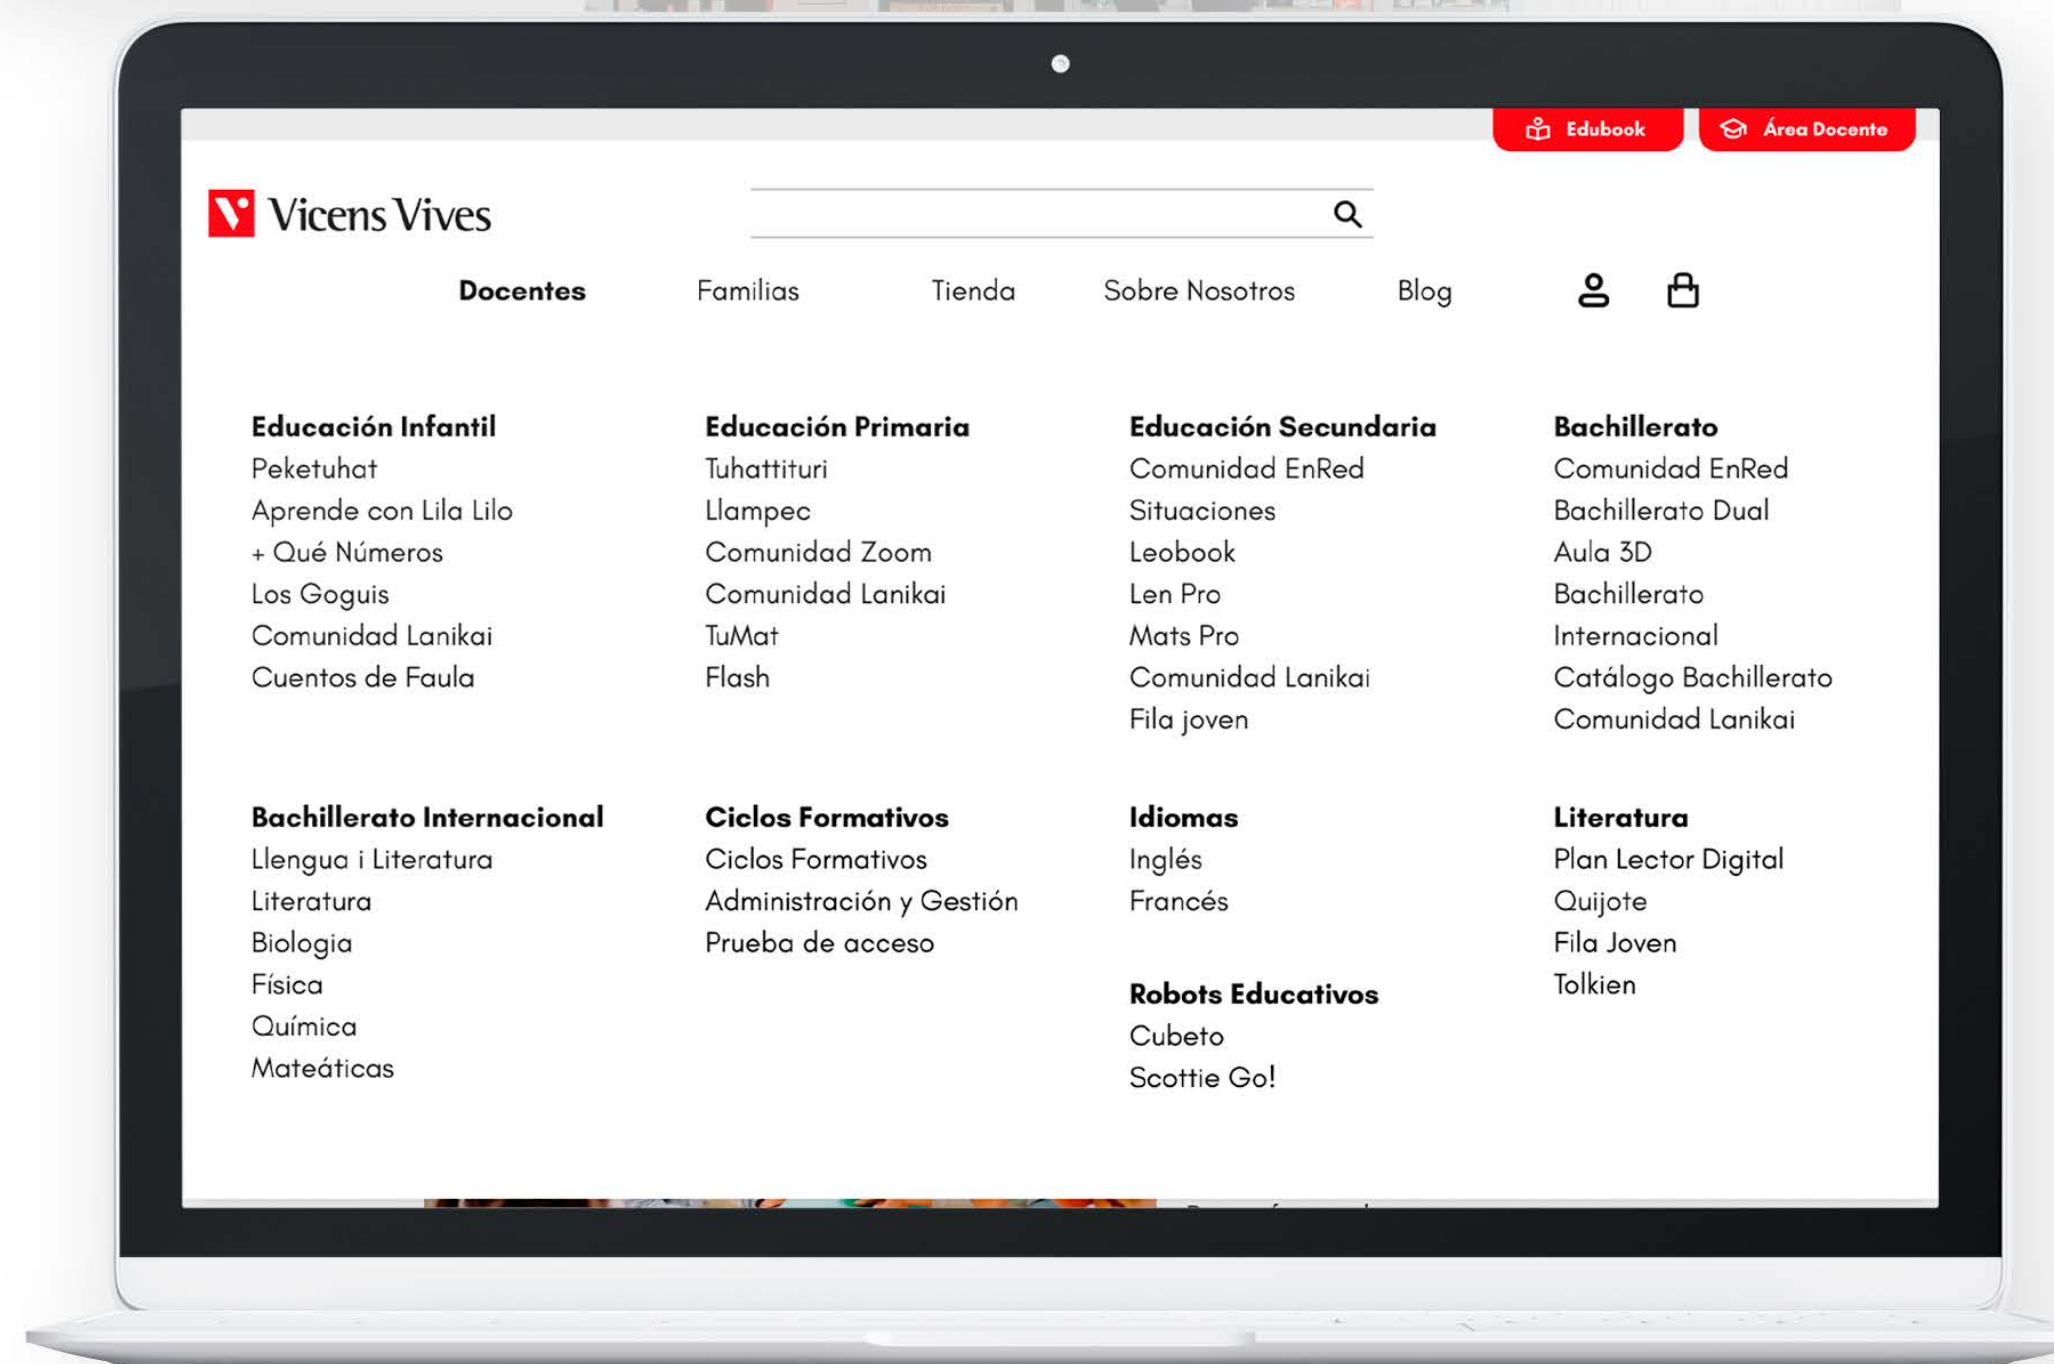 Edubook
Área Docente
Vicens Vives
Docentes
Familias
Tienda
Sobre Nosotros
Blog
Educación Infantil
Peketuhat
Aprende con Lila Lilo
+ Qué Números
Los Goguis
Comunidad Lanikai
Cuentos de Faula
Educación Primaria
Tuhattituri
Llampec
Comunidad Zoom
Comunidad Lanikai
TuMat
Flash
Educación Secundaria
Comunidad EnRed
Situaciones
Leobook
Len Pro
Mats Pro
Comunidad Lanikai
Fila joven
Bachillerato
Comunidad EnRed
Bachillerato Dual
Aula 3D
Bachillerato
Internacional
Catálogo Bachillerato
Comunidad Lanikai
Bachillerato Internacional
Llengua i Literatura
Literatura
Biologia
Física
Química
Mateáticas
Ciclos Formativos
Ciclos Formativos
Administración y Gestión
Prueba de acceso
Idiomas
Inglés
Francés
Robots Educativos
Cubeto
Scottie Go!
Literatura
Plan Lector Digital
Quijote
Fila Joven
Tolkien